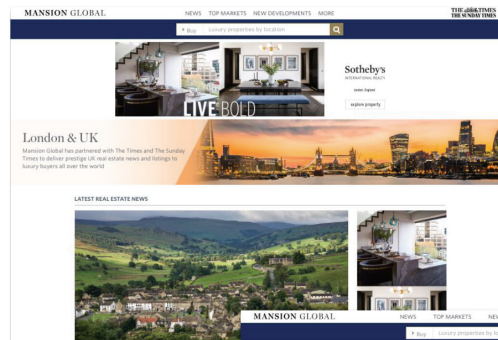 MANSION GLOBAL
NEWS TOP MARKETS NEW DEVELOPMENTS MORE
THE TIMES
THE SUNDAY TIMES
Buy Luxury properties by location
LIVE BOLD
Sotheby's
INTERNATIONAL REALTY
London, England
explore property
London & UK
Mansion Global has partnered with The Times and The Sunday
Times to deliver prestige UK real estate news and listings to
luxury buyers all over the world
LATEST REAL ESTATE NEWS
MANSION GLOBAL
NEWS TOP MARKETS
Buy Luxury properties by